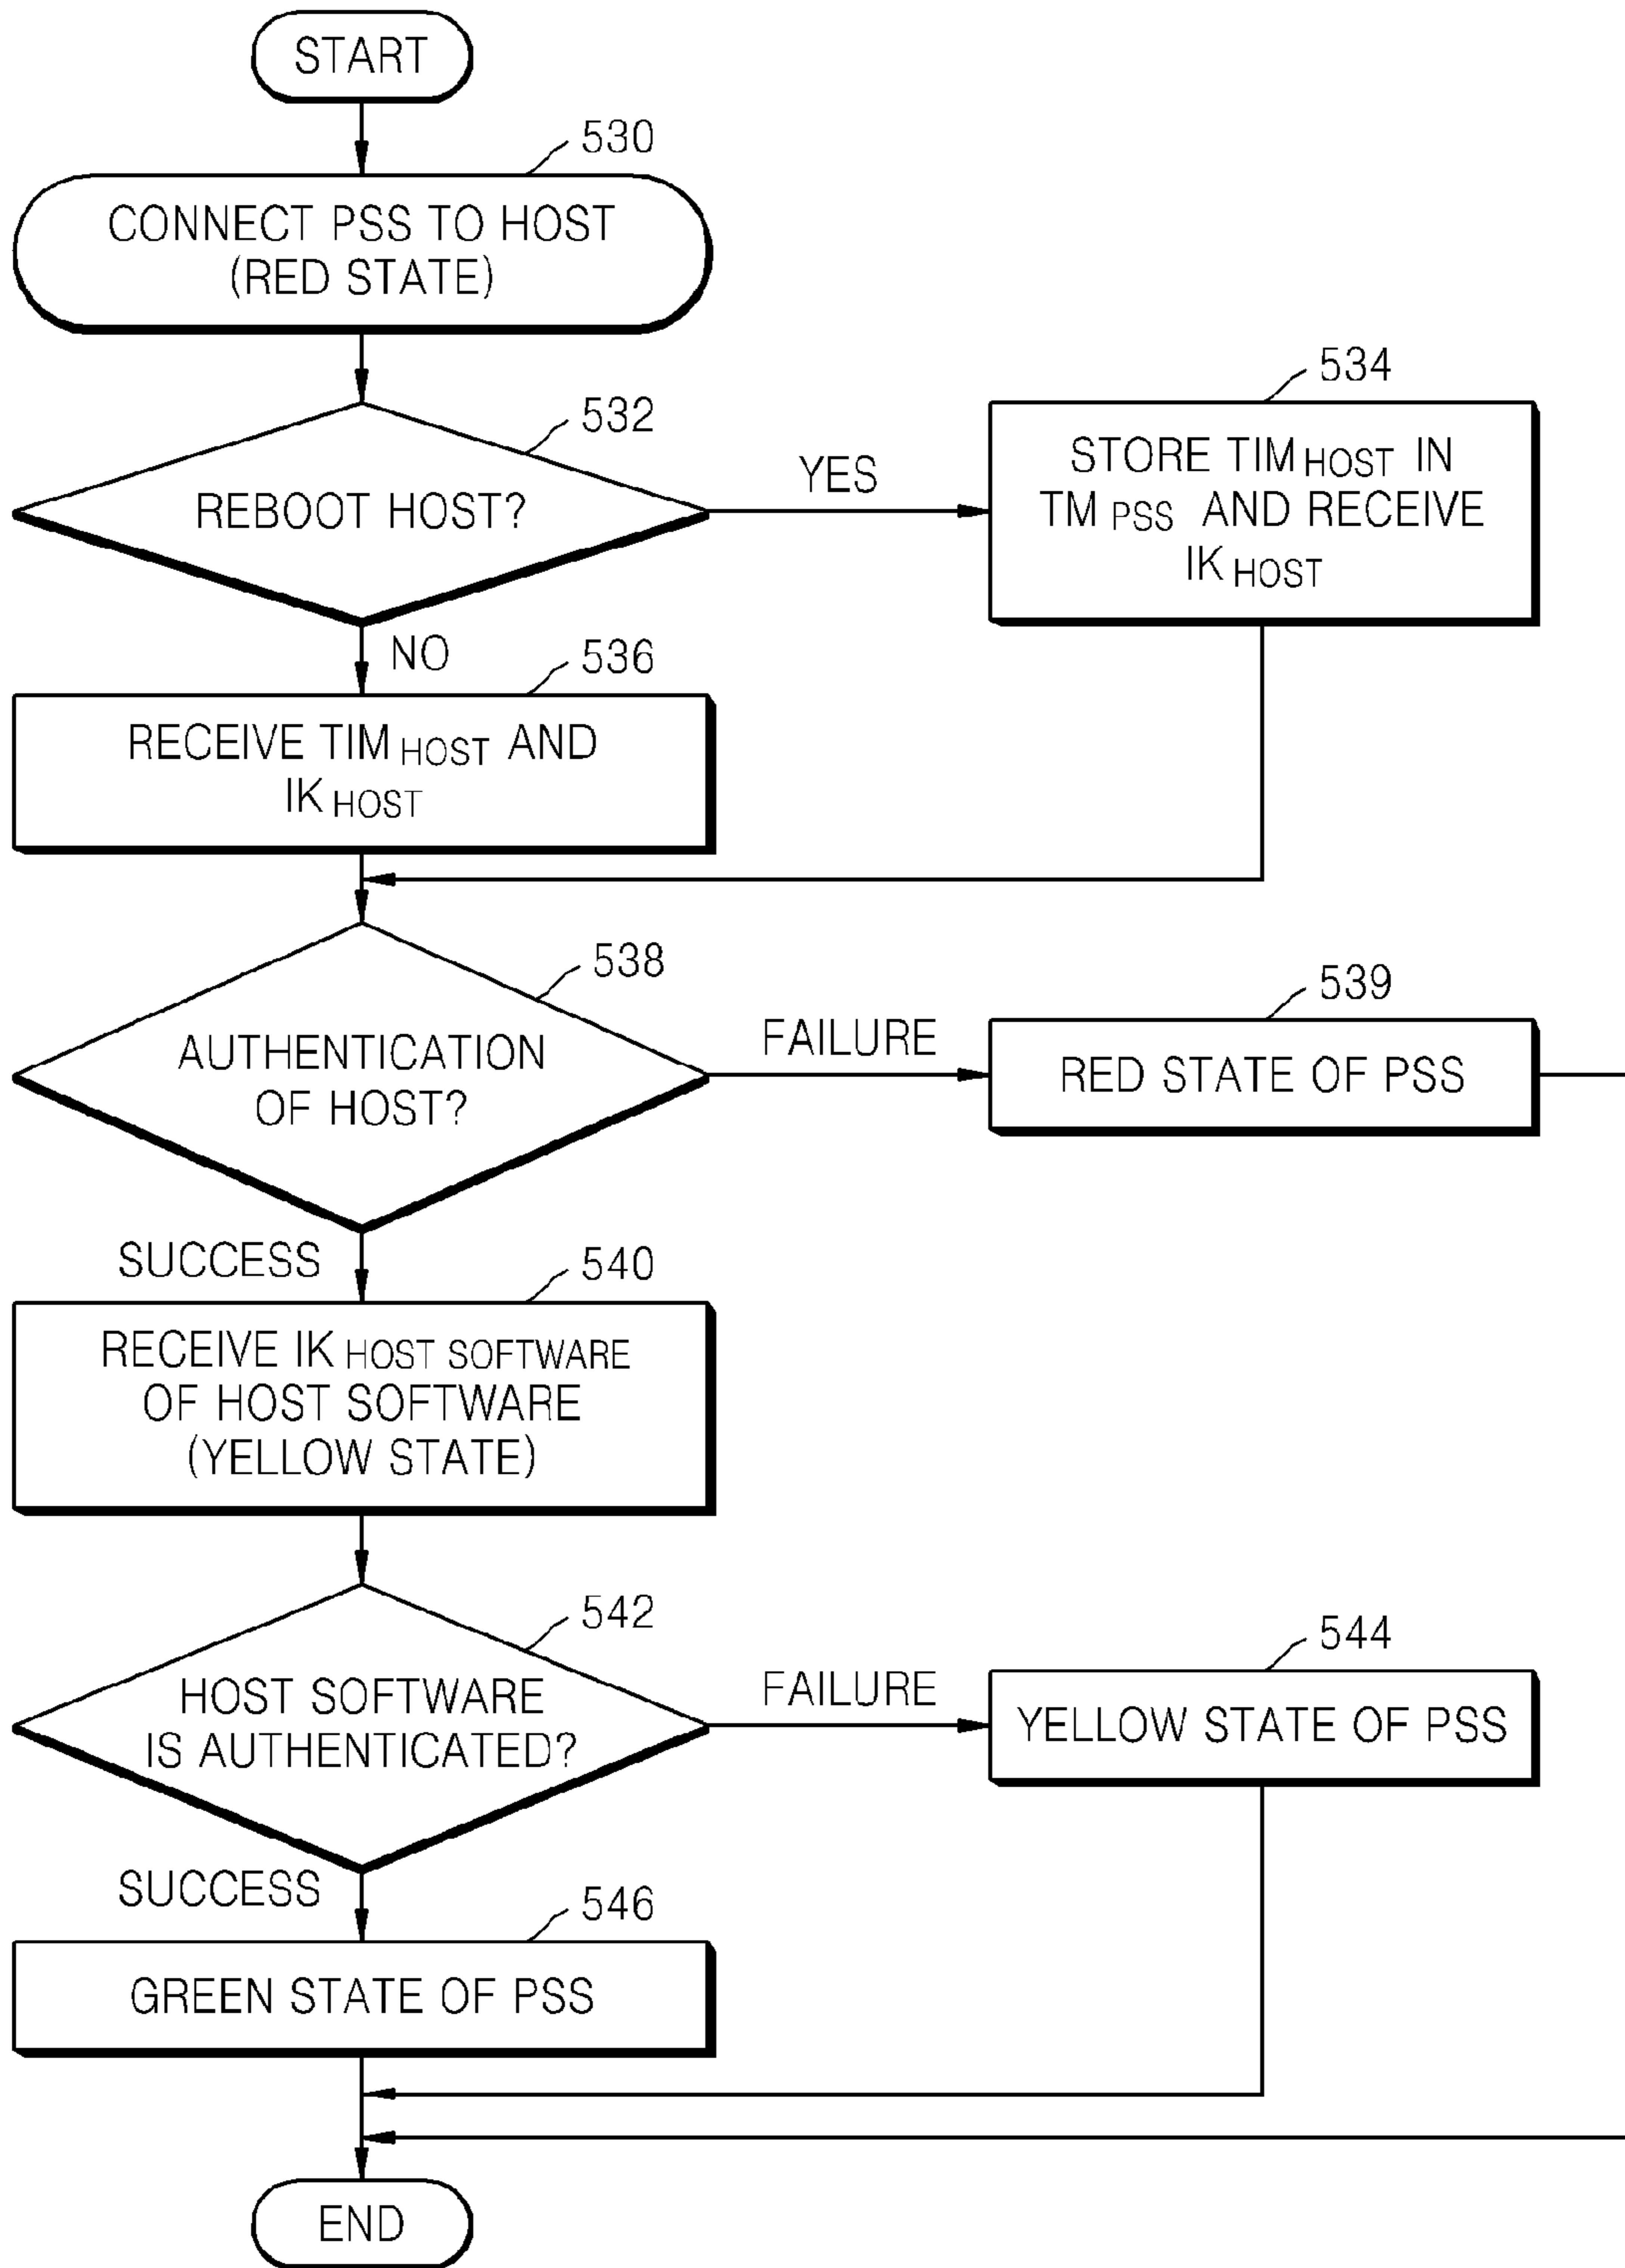 START
530
CONNECT PSS TO HOST
(RED STATE)
532
REBOOT HOST?
YES
534
STORE TIM HOST IN
TM PSS AND RECEIVE
IK HOST
NO
536
RECEIVE TIM HOST AND
IK HOST
538
AUTHENTICATION
OF HOST?
FAILURE
539
RED STATE OF PSS
SUCCESS
540
RECEIVE IK HOST SOFTWARE
OF HOST SOFTWARE
(YELLOW STATE)
542
HOST SOFTWARE
IS AUTHENTICATED?
FAILURE
544
YELLOW STATE OF PSS
SUCCESS
546
GREEN STATE OF PSS
END